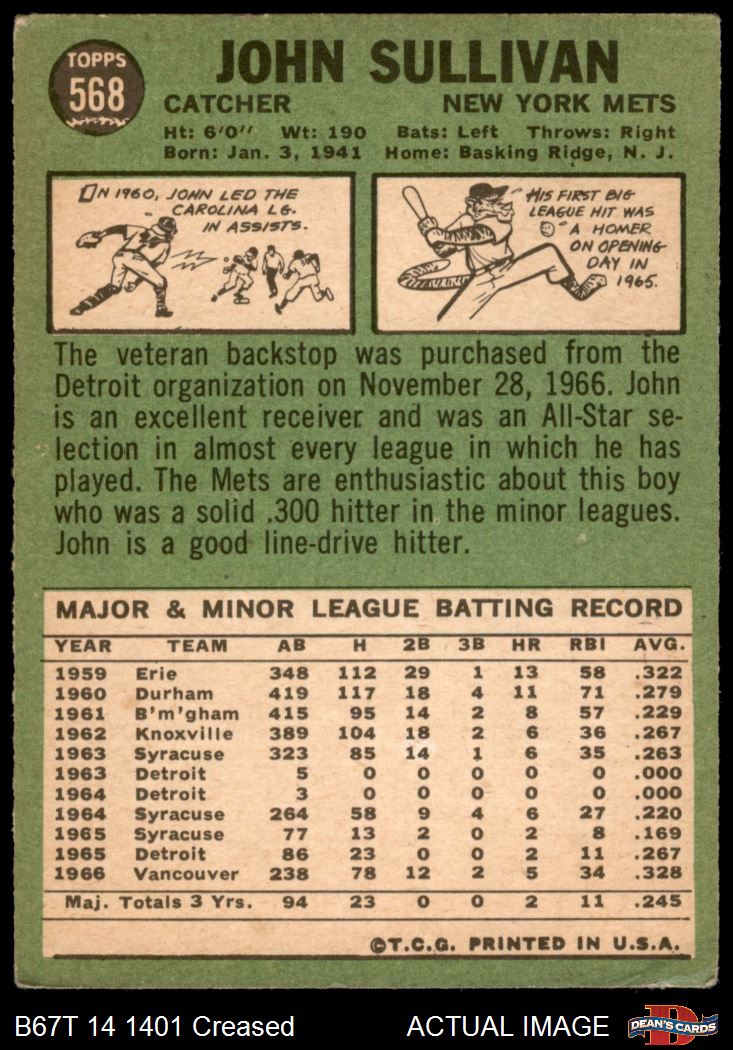 TOPPS
568
JOHN SULLIVAN
CATCHER NEW YORK METS
Ht: 6'0" Wt: 190 Bats: Left Throws: Right
Born: Jan. 3, 1941 Home: Basking Ridge, N. J.
IN 1960, JOHN LED THE
CAROLINA LG.
IN ASSISTS.
HIS FIRST BIG
LEAGUE HIT WAS
A HOMER
ON OPENING
DAY IN
1965.
The veteran backstop was purchased from the
Detroit organization on November 28, 1966. John
is an excellent receiver and was an All-Star se-
lection in almost every league in which he has
played. The Mets are enthusiastic about this boy
who was a solid .300 hitter in the minor leagues.
John is a good line-drive hitter.
MAJOR & MINOR LEAGUE BATTING RECORD
YEAR TEAM AB H 2B 3B HR RBI AVG.
1959 Erie 348 112 29 1 13 58 .322
1960 Durham 419 117 18 4 11 71 .279
1961 B'm'gham 415 95 14 2 8 57 .229
1962 Knoxville 389 104 18 2 6 36 .267
1963 Syracuse 323 85 14 1 6 35 .263
1963 Detroit 5 0 0 0 0 0 .000
1964 Detroit 3 0 0 0 0 0 .000
1964 Syracuse 264 58 9 4 6 27 .220
1965 Syracuse 77 13 2 0 2 8 .169
1965 Detroit 86 23 0 0 2 11 .267
1966 Vancouver 238 78 12 2 5 34 .328
Maj. Totals 3 Yrs. 94 23 0 0 2 11 .245
©T.C.G. PRINTED IN U.S.A.
B67T 14 1401 Creased ACTUAL IMAGE
D
DEAN'S CARDS